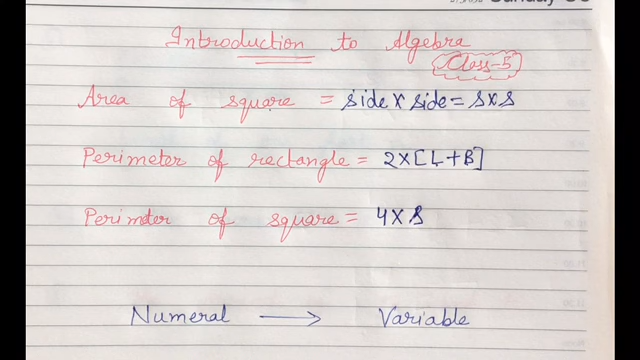 Introduction to Algebra
Class-5
Area of square = side × side = s×s
Perimeter of rectangle = 2×[L+B]
Perimeter of square = 4×s
Numeral → Variable